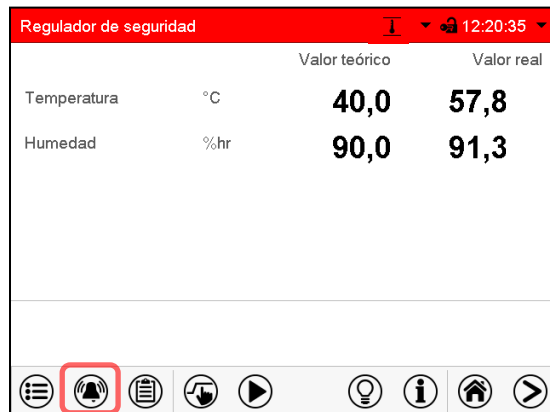 Regulador de seguridad 12:20:35
Valor teórico Valor real
Temperatura °C 40,0 57,8
Humedad %hr 90,0 91,3